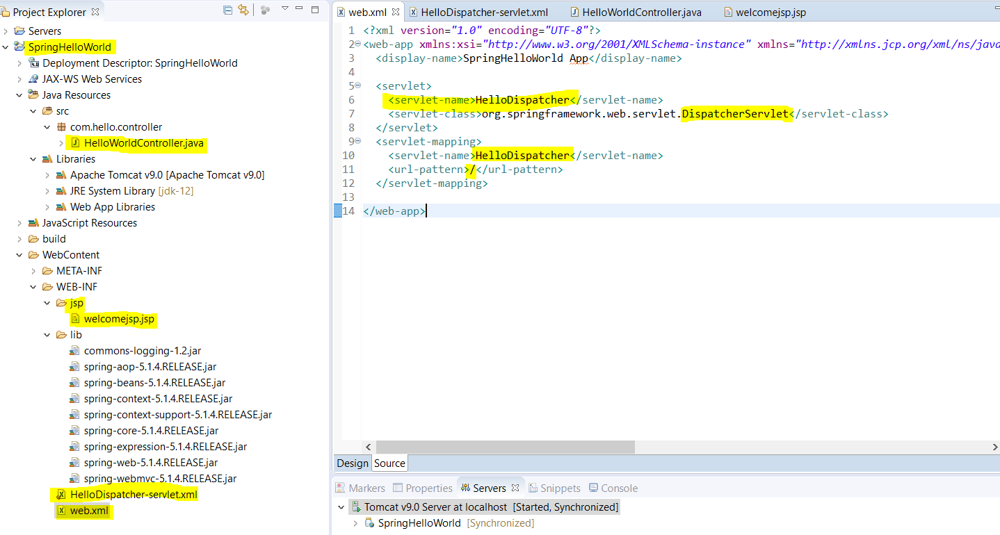 Project Explorer
Servers
SpringHelloWorld
Deployment Descriptor: SpringHelloWorld
JAX-WS Web Services
Java Resources
src
com.hello.controller
HelloWorldController.java
Libraries
Apache Tomcat v9.0 [Apache Tomcat v9.0]
JRE System Library [jdk-12]
Web App Libraries
JavaScript Resources
build
WebContent
META-INF
WEB-INF
jsp
welcomejsp.jsp
lib
commons-logging-1.2.jar
spring-aop-5.1.4.RELEASE.jar
spring-beans-5.1.4.RELEASE.jar
spring-context-5.1.4.RELEASE.jar
spring-context-support-5.1.4.RELEASE.jar
spring-core-5.1.4.RELEASE.jar
spring-expression-5.1.4.RELEASE.jar
spring-web-5.1.4.RELEASE.jar
spring-webmvc-5.1.4.RELEASE.jar
HelloDispatcher-servlet.xml
web.xml
web.xml HelloDispatcher-servlet.xml HelloWorldController.java welcomejsp.jsp
1 <?xml version="1.0" encoding="UTF-8"?>
2 <web-app xmlns:xsi="http://www.w3.org/2001/XMLSchema-instance" xmlns="http://xmlns.jcp.org/xml/ns/java
3 <display-name>SpringHelloWorld App</display-name>
4
5 <servlet>
6 <servlet-name>HelloDispatcher</servlet-name>
7 <servlet-class>org.springframework.web.servlet.DispatcherServlet</servlet-class>
8 </servlet>
9 <servlet-mapping>
10 <servlet-name>HelloDispatcher</servlet-name>
11 <url-pattern>/</url-pattern>
12 </servlet-mapping>
13
14 </web-app>
Design Source
Markers Properties Servers Snippets Console
Tomcat v9.0 Server at localhost [Started, Synchronized]
SpringHelloWorld [Synchronized]